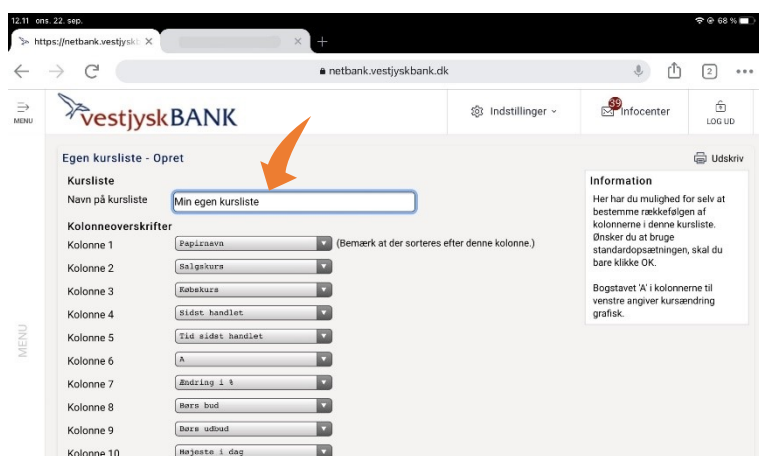 12.11 ons. 22. sep.
68 %
https://netbank.vestjyskb
netbank.vestjyskbank.dk
2
MENU
vestjyskBANK
Indstillinger
39
Infocenter
LOG UD
Egen kursliste - Opret
Udskriv
Kursliste
Navn på kursliste
Min egen kursliste
Kolonneoverskrifter
Kolonne 1
Papirnavn
(Bemærk at der sorteres efter denne kolonne.)
Kolonne 2
Salgskurs
Kolonne 3
Købskurs
Kolonne 4
Sidst handlet
Kolonne 5
Tid sidst handlet
Kolonne 6
A
Kolonne 7
Ændring i %
Kolonne 8
Børs bud
Kolonne 9
Børs udbud
Kolonne 10
Højeste i dag
Information
Her har du mulighed for selv at
bestemme rækkefølgen af
kolonnerne i denne kursliste.
Ønsker du at bruge
standardopsætningen, skal du
bare klikke OK.
Bogstavet 'A' i kolonnerne til
venstre angiver kursændring
grafisk.
MENU